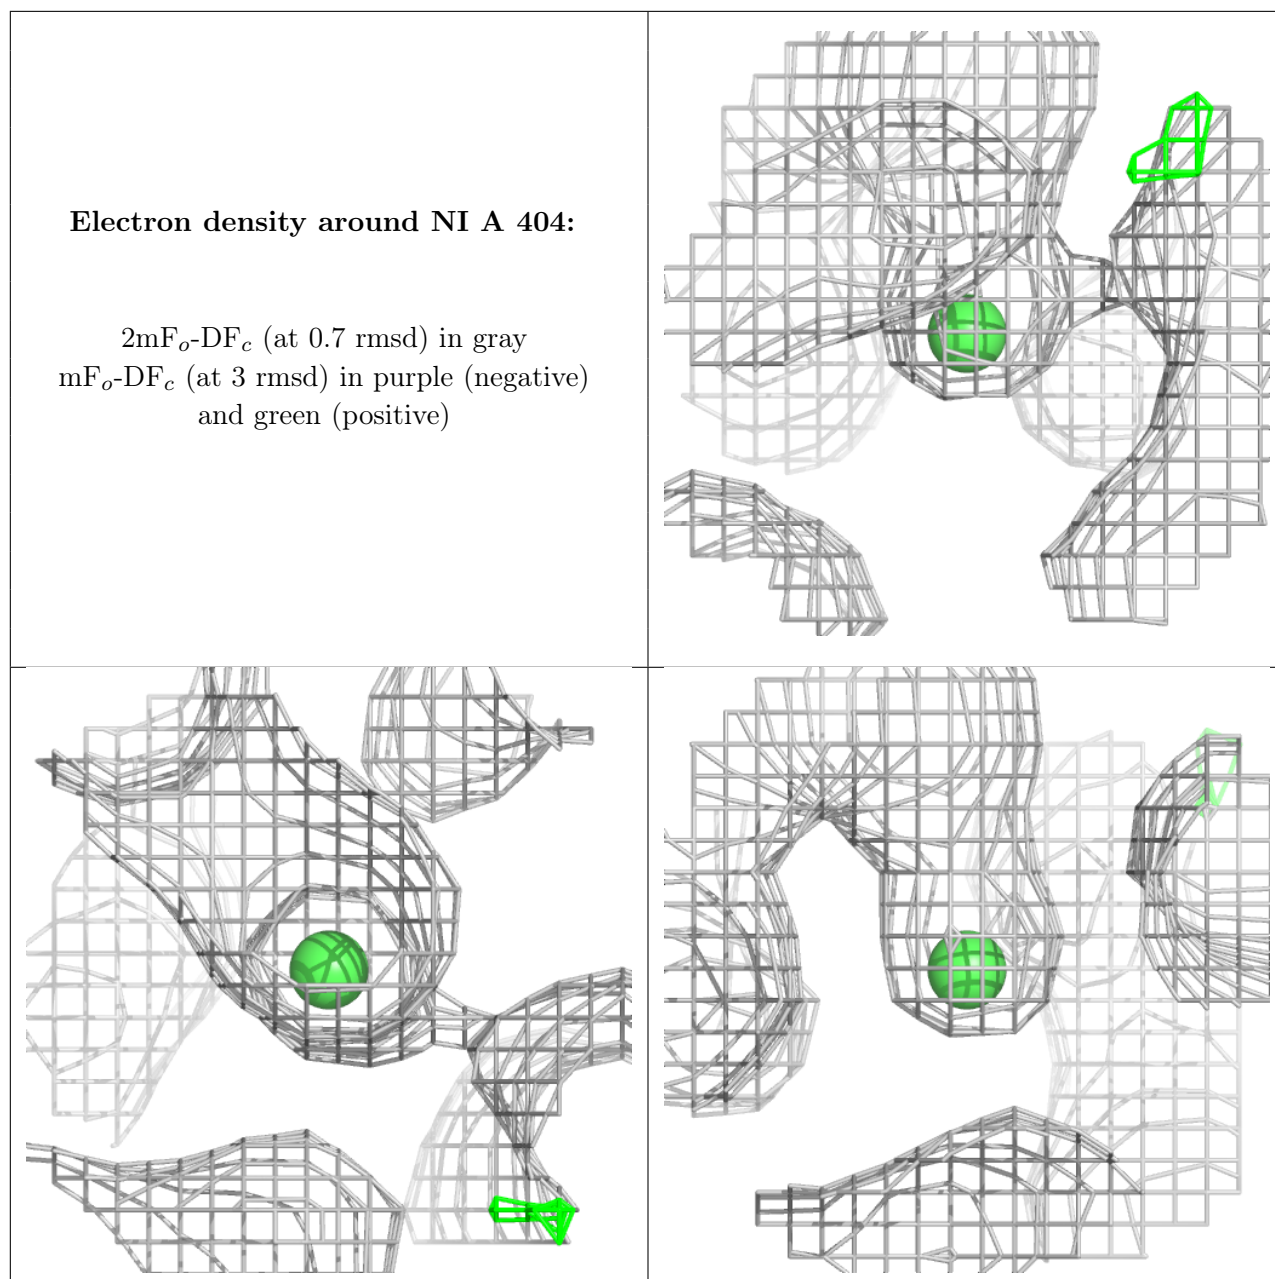 Electron density around NI A 404:
2mFo-DFc (at 0.7 rmsd) in gray
mFo-DFc (at 3 rmsd) in purple (negative)
and green (positive)